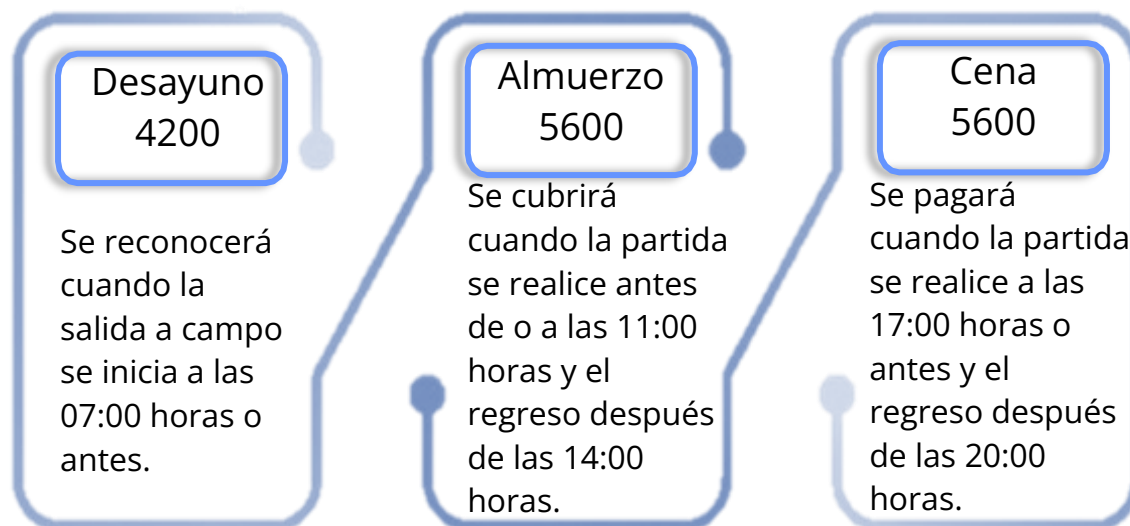 Desayuno
4200
Se reconocerá
cuando la
salida a campo
se inicia a las
07:00 horas o
antes.
Almuerzo
5600
Se cubrirá
cuando la partida
se realice antes
de o a las 11:00
horas y el
regreso después
de las 14:00
horas.
Cena
5600
Se pagará
cuando la partida
se realice a las
17:00 horas o
antes y el
regreso después
de las 20:00
horas.